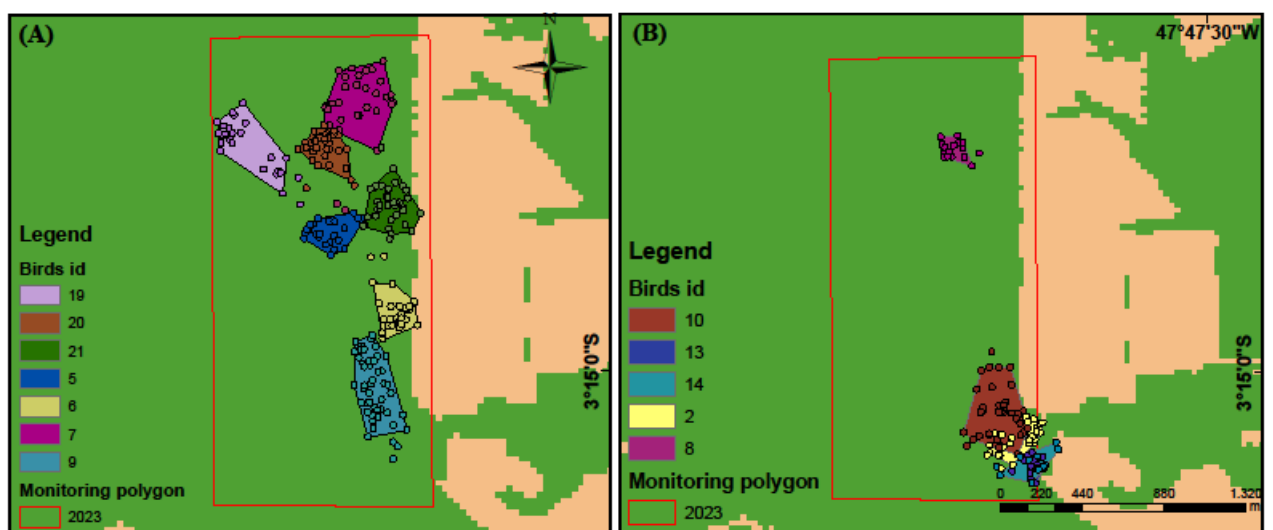 (A)
N
Legend
Birds id
19
20
21
5
6
7
9
Monitoring polygon
2023
3°15'0"S
(B)
47°47'30"W
Legend
Birds id
10
13
14
2
8
Monitoring polygon
2023
3°15'0"S
0 220 440 880 1.320
m